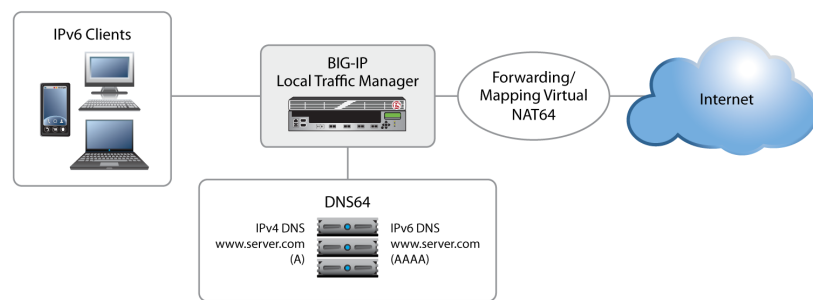 IPv6 Clients
BIG-IP
Local Traffic Manager
Forwarding/
Mapping Virtual
NAT64
Internet
DNS64
IPv4 DNS
www.server.com
(A)
IPv6 DNS
www.server.com
(AAAA)